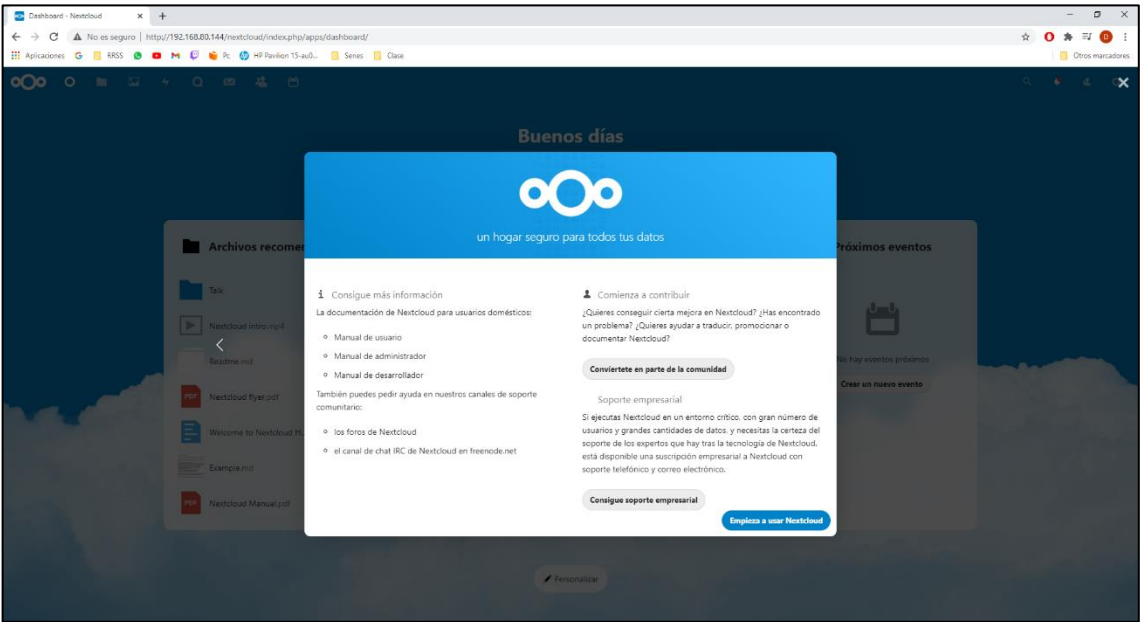 Dashboard - Nextcloud
No es seguro | http://192.168.80.144/nextcloud/index.php/apps/dashboard/
Aplicaciones RRSS Pc HP Pavilion 15-au0... Series Clase Otros marcadores
Buenos días
un hogar seguro para todos tus datos
Archivos recomen
Talk
Nextcloud intro.mp4
Readme.md
Nextcloud flyer.pdf
Welcome to Nextcloud H
Example.md
Nextcloud Manual.pdf
Consigue más información
La documentación de Nextcloud para usuarios domésticos:
Manual de usuario
Manual de administrador
Manual de desarrollador
También puedes pedir ayuda en nuestros canales de soporte
comunitario:
los foros de Nextcloud
el canal de chat IRC de Nextcloud en freenode.net
Comienza a contribuir
¿Quieres conseguir cierta mejora en Nextcloud? ¿Has encontrado
un problema? ¿Quieres ayudar a traducir, promocionar o
documentar Nextcloud?
Conviertete en parte de la comunidad
Soporte empresarial
Si ejecutas Nextcloud en un entorno crítico, con gran número de
usuarios y grandes cantidades de datos, y necesitas la certeza del
soporte de los expertos que hay tras la tecnología de Nextcloud,
está disponible una suscripción empresarial a Nextcloud con
soporte telefónico y correo electrónico.
Consigue soporte empresarial
Empieza a usar Nextcloud
Próximos eventos
No hay eventos próximos
Crear un nuevo evento
Personalizar